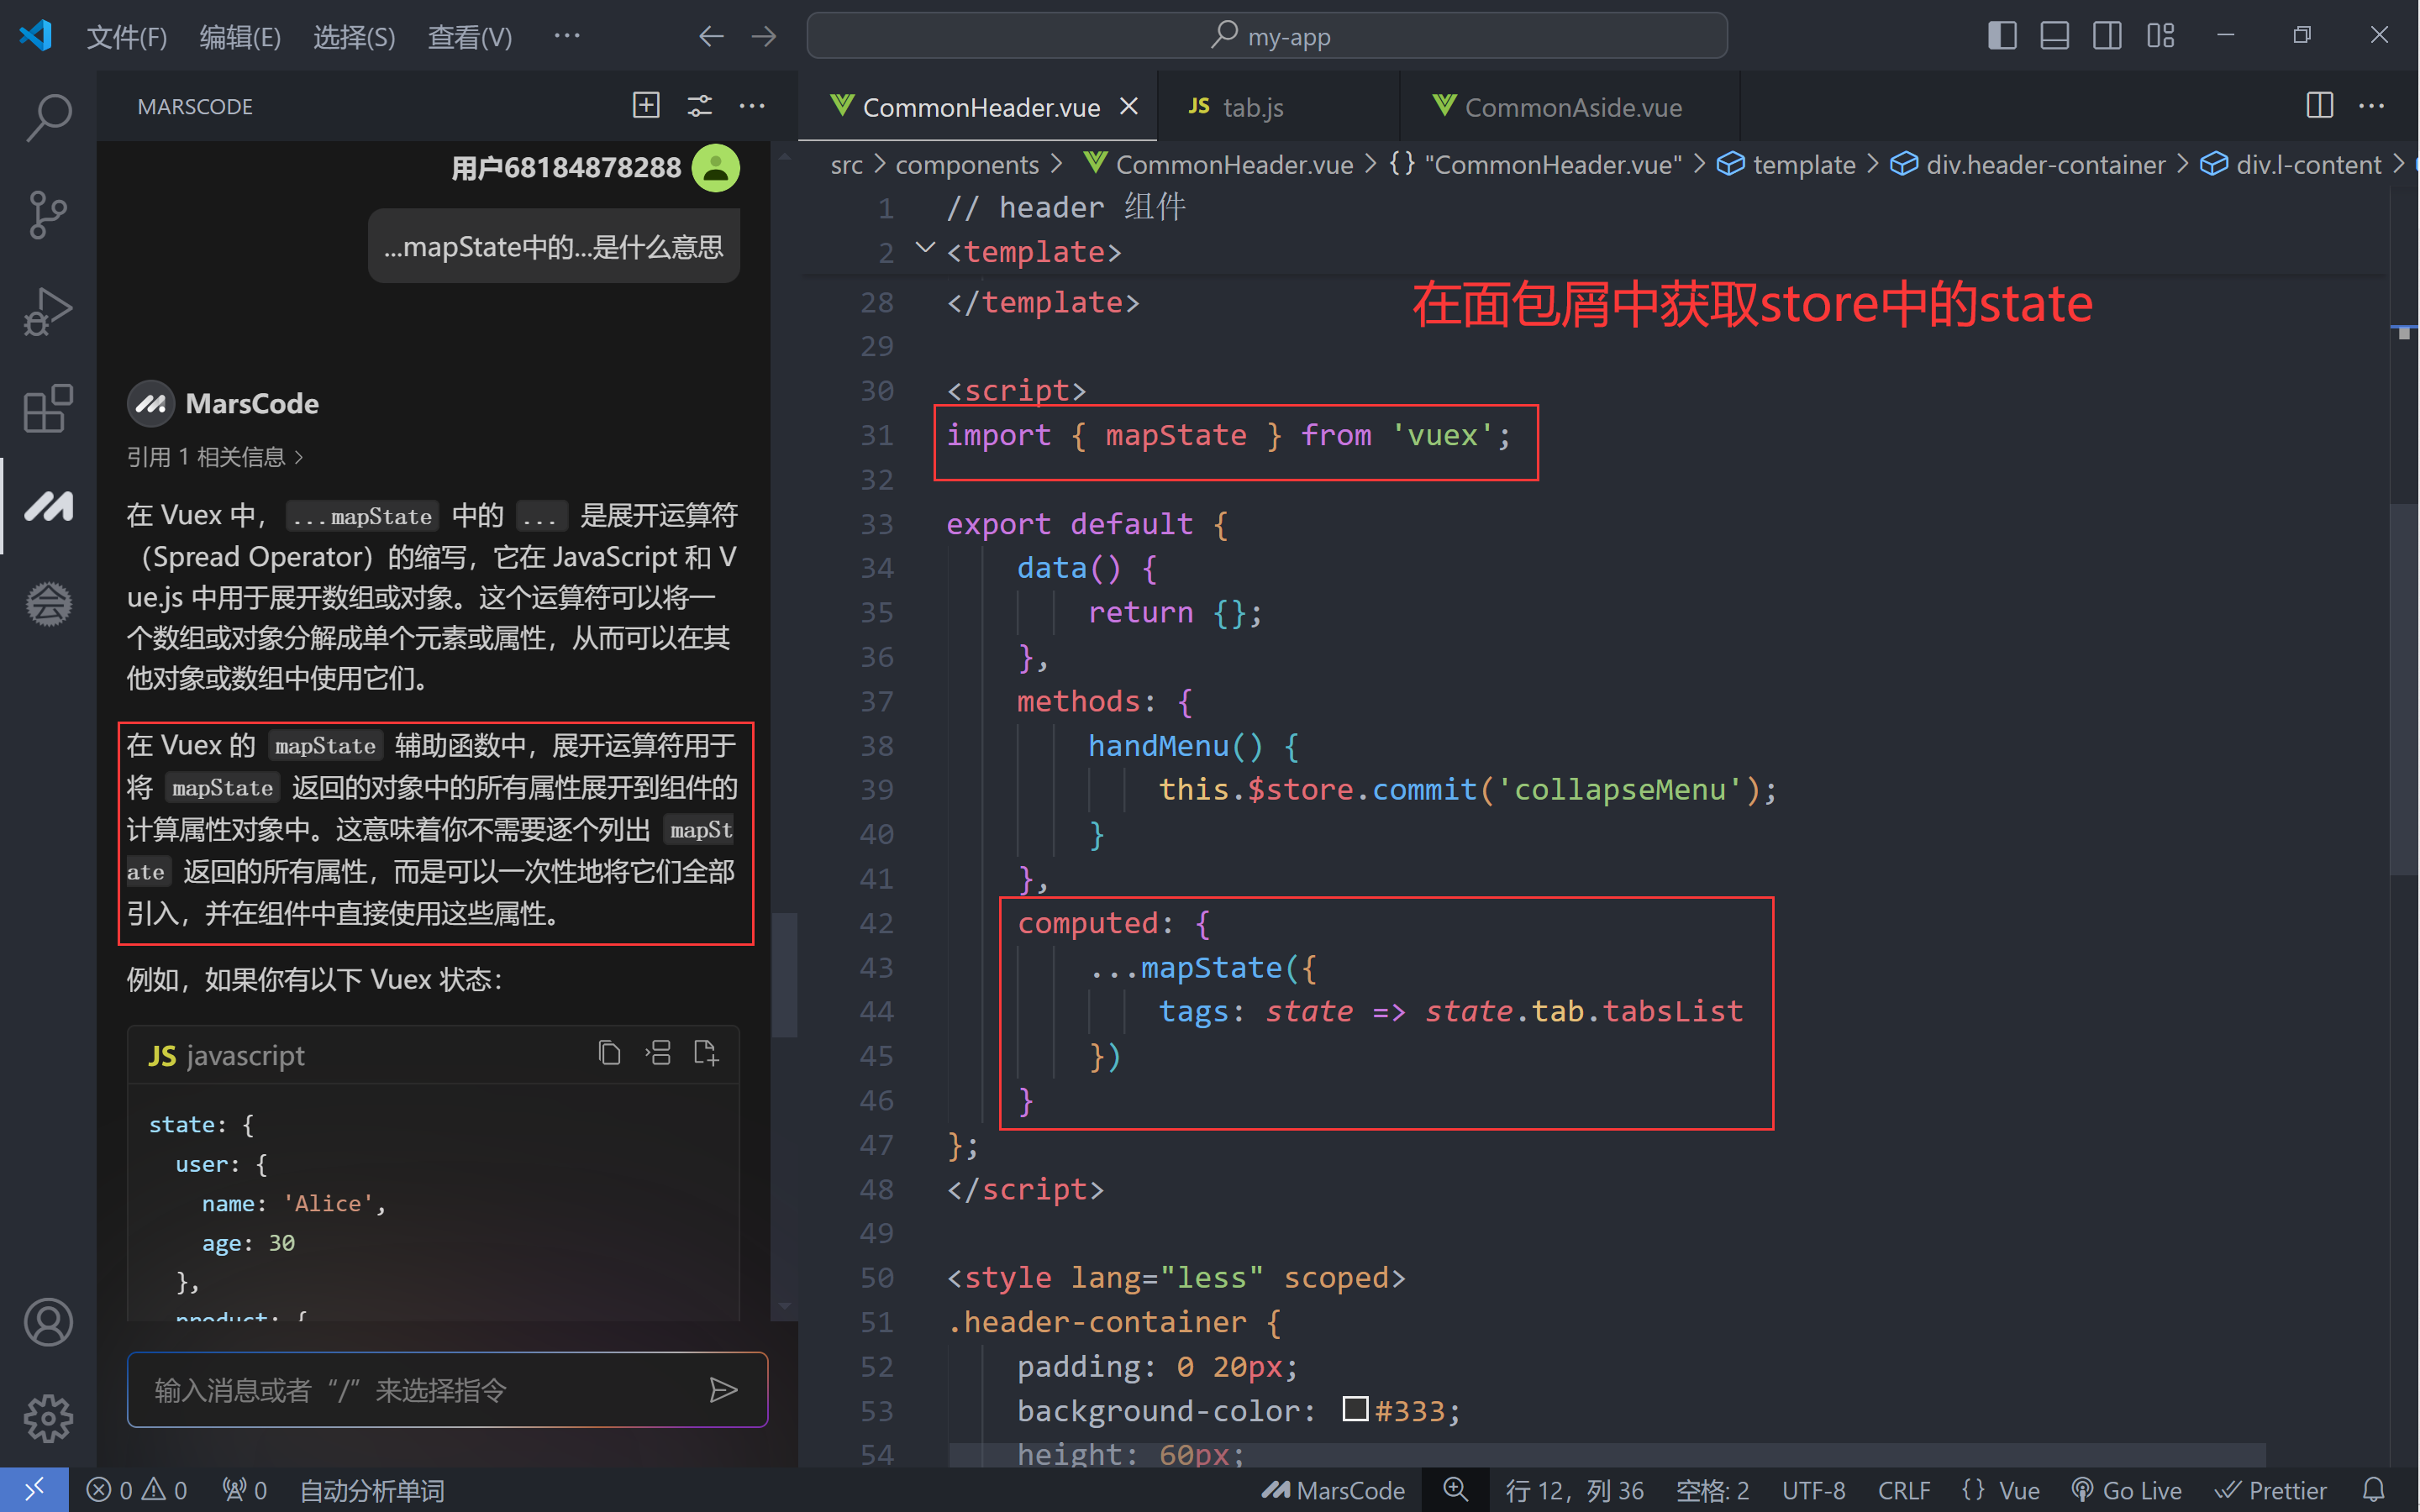 文件(F) 编辑(E) 选择(S) 查看(V) ··· my-app
MARSCODE
用户68184878288
...mapState中的...是什么意思
MarsCode
引用 1 相关信息 >
在 Vuex 中， ...mapState 中的 ... 是展开运算符
（Spread Operator）的缩写，它在 JavaScript 和 V
ue.js 中用于展开数组或对象。这个运算符可以将一
个数组或对象分解成单个元素或属性，从而可以在其
他对象或数组中使用它们。
在 Vuex 的 mapState 辅助函数中，展开运算符用于
将 mapState 返回的对象中的所有属性展开到组件的
计算属性对象中。这意味着你不需要逐个列出 mapSt
ate 返回的所有属性，而是可以一次性地将它们全部
引入，并在组件中直接使用这些属性。
例如，如果你有以下 Vuex 状态：
JS javascript
state: {
user: {
name: 'Alice',
age: 30
},
product: {
输入消息或者“/”来选择指令
CommonHeader.vue
JS tab.js
CommonAside.vue
src > components > CommonHeader.vue > {} "CommonHeader.vue" > template > div.header-container > div.l-content >
1 // header 组件
2 <template>
28 </template>
在面包屑中获取store中的state
29
30 <script>
31 import { mapState } from 'vuex';
32
33 export default {
34 data() {
35 return {};
36 },
37 methods: {
38 handMenu() {
39 this.$store.commit('collapseMenu');
40 }
41 },
42 computed: {
43 ...mapState({
44 tags: state => state.tab.tabsList
45 })
46 }
47 };
48 </script>
49
50 <style lang="less" scoped>
51 .header-container {
52 padding: 0 20px;
53 background-color: #333;
54 height: 60px;
0 0 0 自动分析单词 MarsCode 行 12，列 36 空格: 2 UTF-8 CRLF {} Vue Go Live Prettier